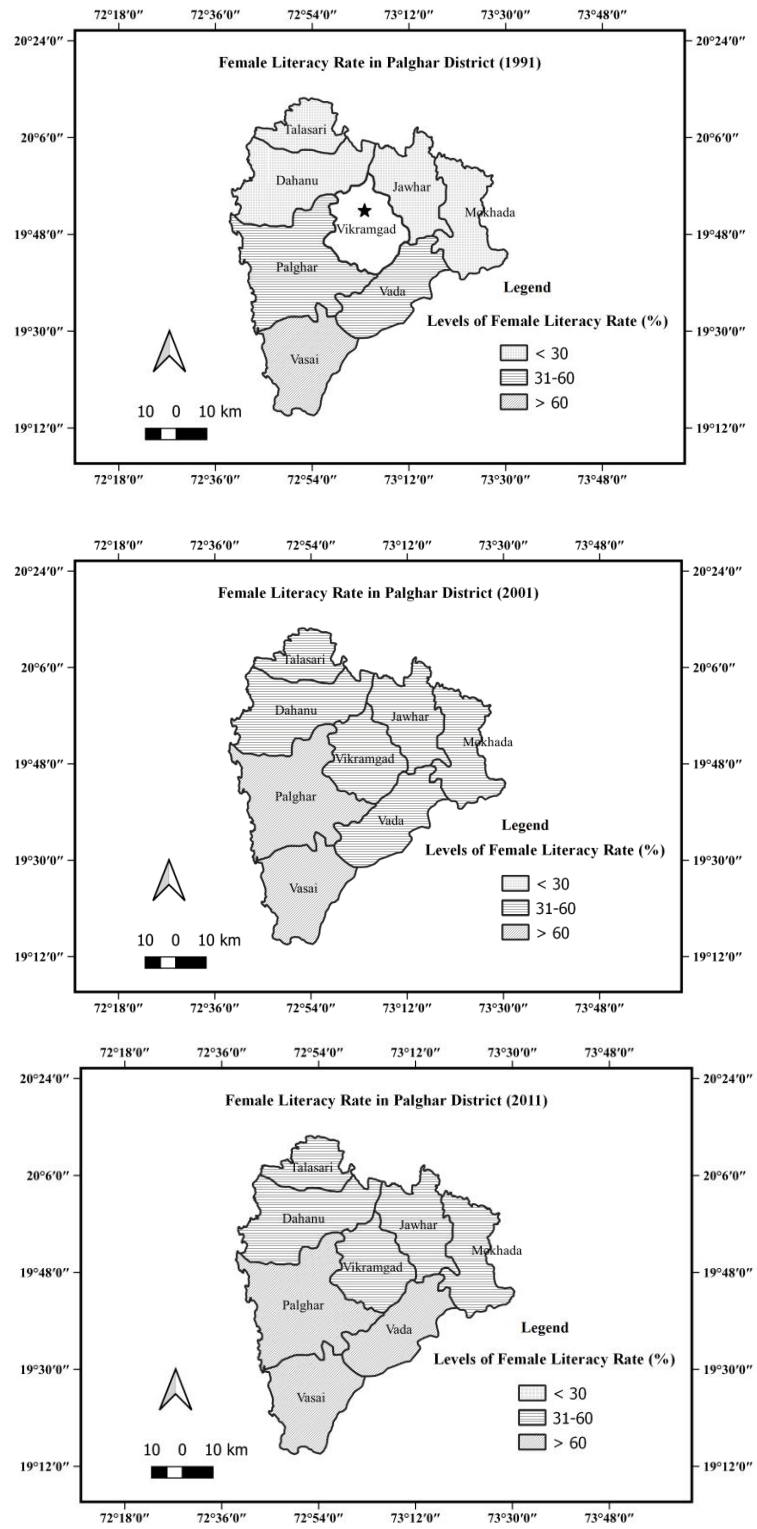 72°18′0″ 72°36′0″ 72°54′0″ 73°12′0″ 73°30′0″ 73°48′0″
20°24′0″ 20°24′0″
Female Literacy Rate in Palghar District (1991)
Talasari
20°6′0″ 20°6′0″
Dahanu
Jawhar
Mokhada
Vikramgad
19°48′0″ 19°48′0″
Palghar
Vada
Legend
Levels of Female Literacy Rate (%)
19°30′0″ 19°30′0″
< 30
Vasai
31-60
> 60
10 0 10 km
19°12′0″ 19°12′0″
72°18′0″ 72°36′0″ 72°54′0″ 73°12′0″ 73°30′0″ 73°48′0″
72°18′0″ 72°36′0″ 72°54′0″ 73°12′0″ 73°30′0″ 73°48′0″
20°24′0″ 20°24′0″
Female Literacy Rate in Palghar District (2001)
Talasari
20°6′0″ 20°6′0″
Dahanu
Jawhar
Mokhada
Vikramgad
19°48′0″ 19°48′0″
Palghar
Vada
Legend
Levels of Female Literacy Rate (%)
19°30′0″ 19°30′0″
< 30
Vasai
31-60
> 60
10 0 10 km
19°12′0″ 19°12′0″
72°18′0″ 72°36′0″ 72°54′0″ 73°12′0″ 73°30′0″ 73°48′0″
72°18′0″ 72°36′0″ 72°54′0″ 73°12′0″ 73°30′0″ 73°48′0″
20°24′0″ 20°24′0″
Female Literacy Rate in Palghar District (2011)
Talasari
20°6′0″ 20°6′0″
Dahanu
Jawhar
Mokhada
Vikramgad
19°48′0″ 19°48′0″
Palghar
Vada
Legend
Levels of Female Literacy Rate (%)
19°30′0″ 19°30′0″
< 30
Vasai
31-60
> 60
10 0 10 km
19°12′0″ 19°12′0″
72°18′0″ 72°36′0″ 72°54′0″ 73°12′0″ 73°30′0″ 73°48′0″